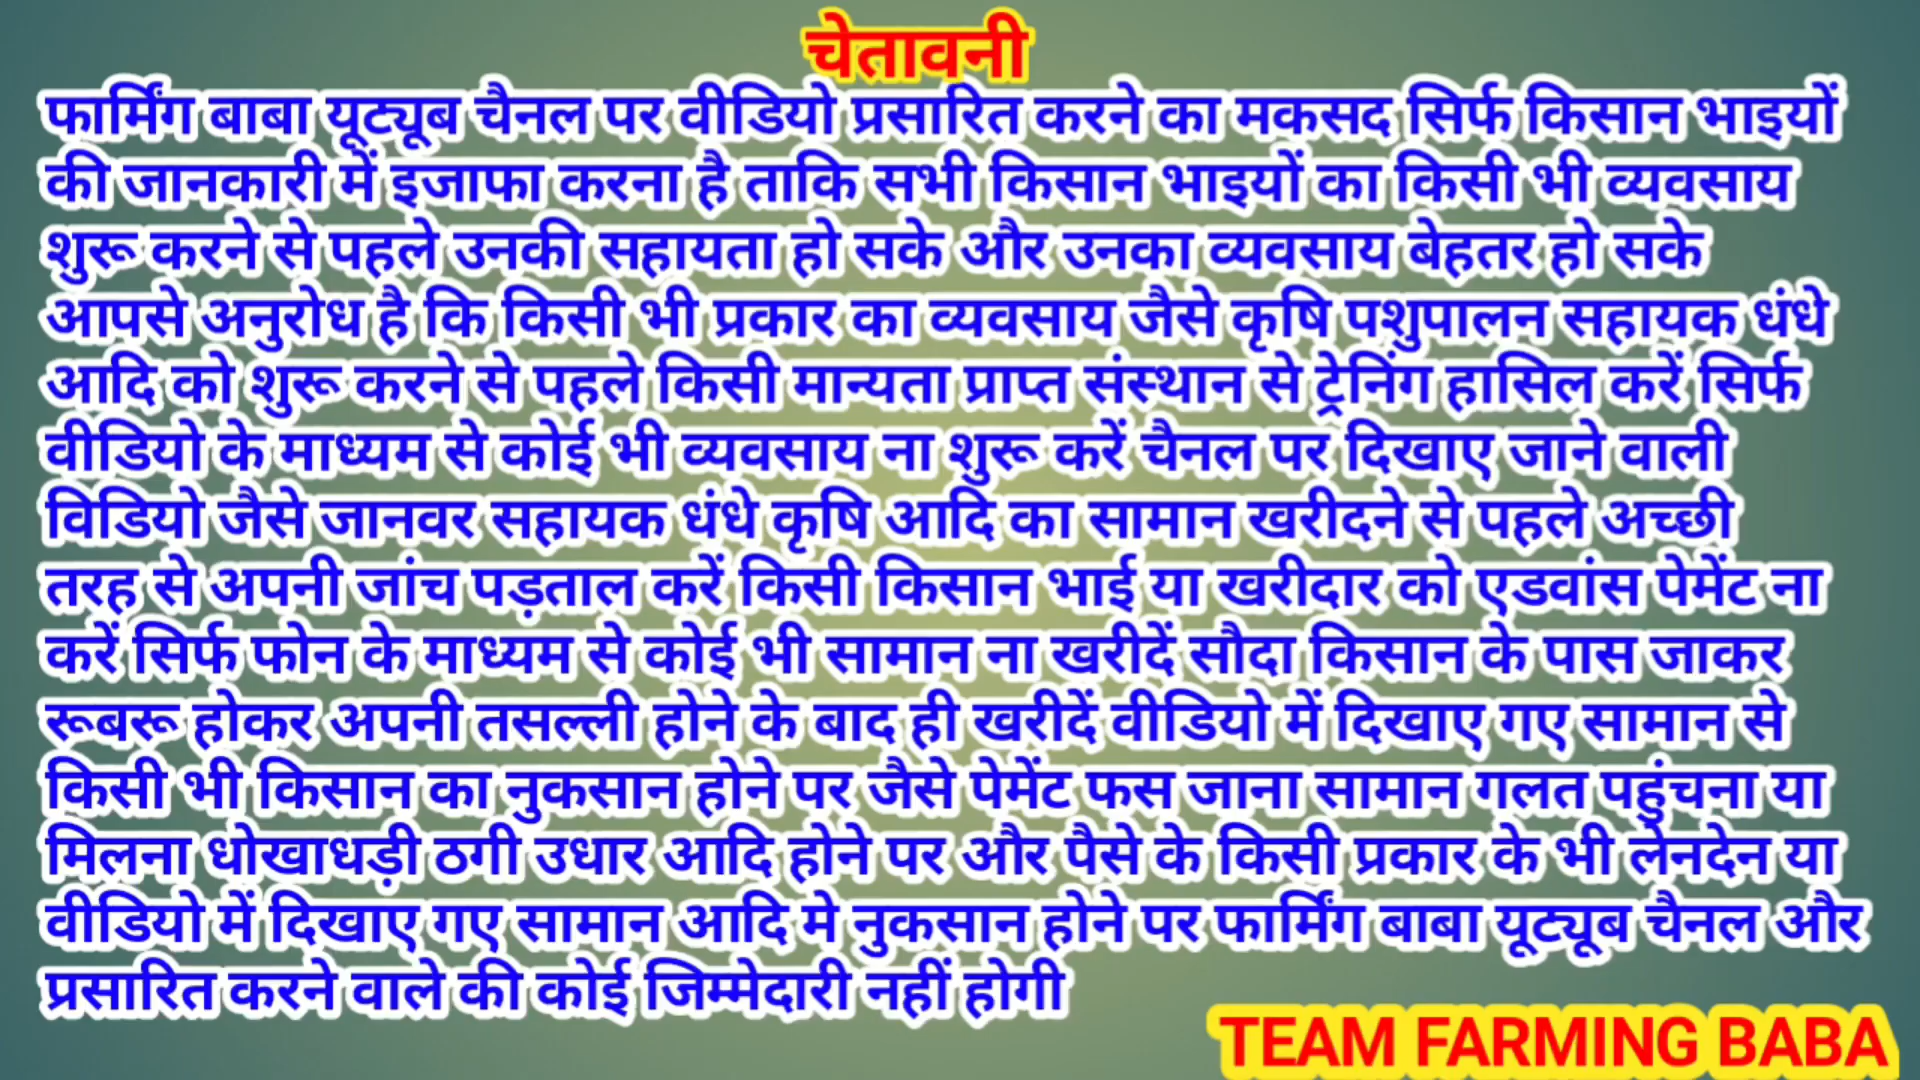 चेतावनी
फार्मिंग बाबा यूट्यूब चैनल पर वीडियो प्रसारित करने का मकसद सिर्फ किसान भाइयों
की जानकारी में इजाफा करना है ताकि सभी किसान भाइयों का किसी भी व्यवसाय
शुरू करने से पहले उनकी सहायता हो सके और उनका व्यवसाय बेहतर हो सके
आपसे अनुरोध है कि किसी भी प्रकार का व्यवसाय जैसे कृषि पशुपालन सहायक धंधे
आदि को शुरू करने से पहले किसी मान्यता प्राप्त संस्थान से ट्रेनिंग हासिल करें सिर्फ
वीडियो के माध्यम से कोई भी व्यवसाय ना शुरू करें चैनल पर दिखाए जाने वाली
विडियो जैसे जानवर सहायक धंधे कृषि आदि का सामान खरीदने से पहले अच्छी
तरह से अपनी जांच पड़ताल करें किसी किसान भाई या खरीदार को एडवांस पेमेंट ना
करें सिर्फ फोन के माध्यम से कोई भी सामान ना खरीदें सौदा किसान के पास जाकर
रूबरू होकर अपनी तसल्ली होने के बाद ही खरीदें वीडियो में दिखाए गए सामान से
किसी भी किसान का नुकसान होने पर जैसे पेमेंट फस जाना सामान गलत पहुंचना या
मिलना धोखाधड़ी ठगी उधार आदि होने पर और पैसे के किसी प्रकार के भी लेनदेन या
वीडियो में दिखाए गए सामान आदि मे नुकसान होने पर फार्मिंग बाबा यूट्यूब चैनल और
प्रसारित करने वाले की कोई जिम्मेदारी नहीं होगी
TEAM FARMING BABA